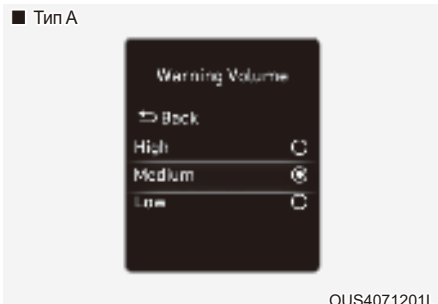 ■ Тип A
Warning Volume
Back
High
Medium
Low
OUS4071201L